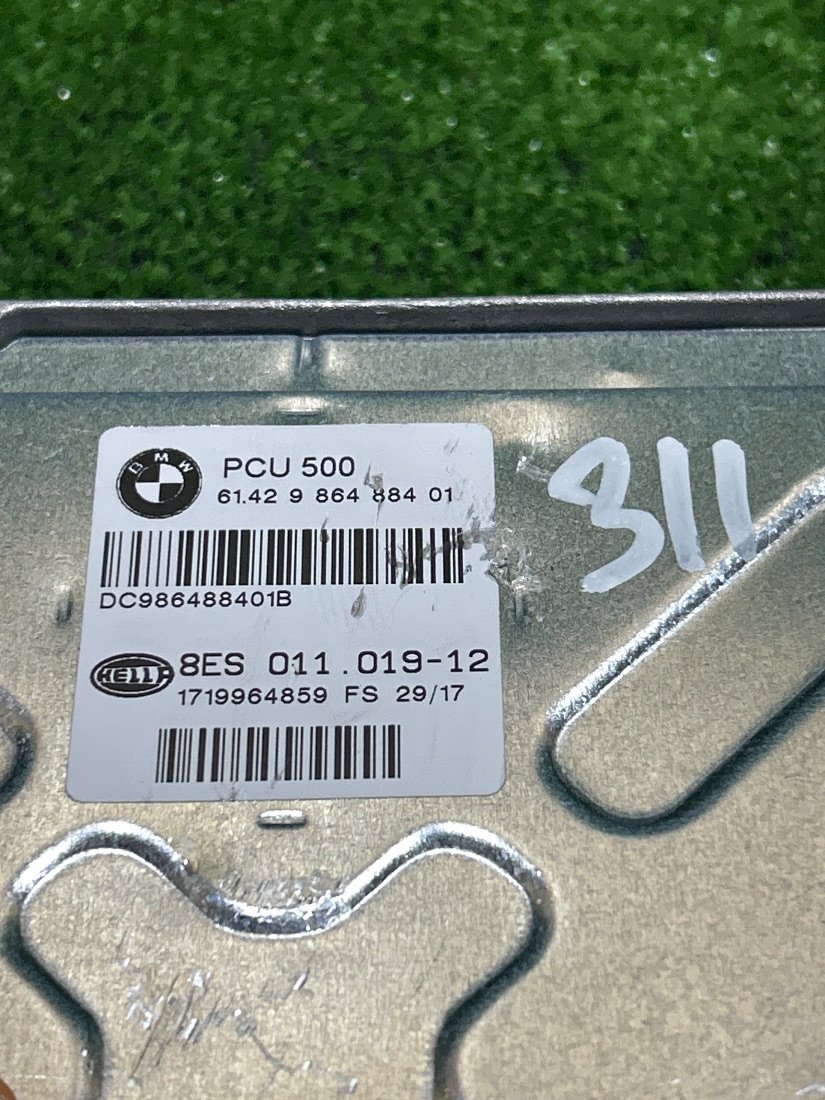 BMW
PCU 500
61.42 9 864 884 01
311
DC986488401B
HELLA
8ES 011.019-12
1719964859 FS 29/17